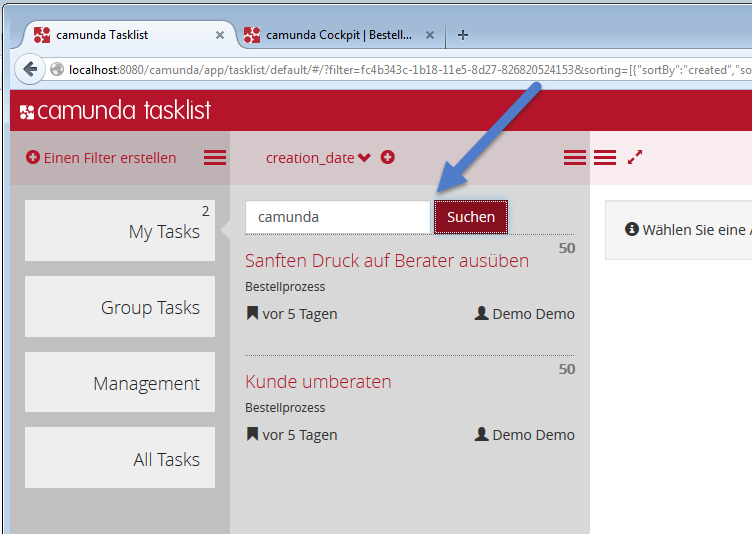 camunda Tasklist
camunda Cockpit | Bestell...
localhost:8080/camunda/app/tasklist/default/#/?filter=fc4b343c-1b18-11e5-8d27-826820524153&sorting=[{"sortBy":"created","so
camunda tasklist
Einen Filter erstellen
creation_date
2
My Tasks
Group Tasks
Management
All Tasks
camunda
Suchen
50
Sanften Druck auf Berater ausüben
Bestellprozess
vor 5 Tagen
Demo Demo
50
Kunde umberaten
Bestellprozess
vor 5 Tagen
Demo Demo
Wählen Sie eine A